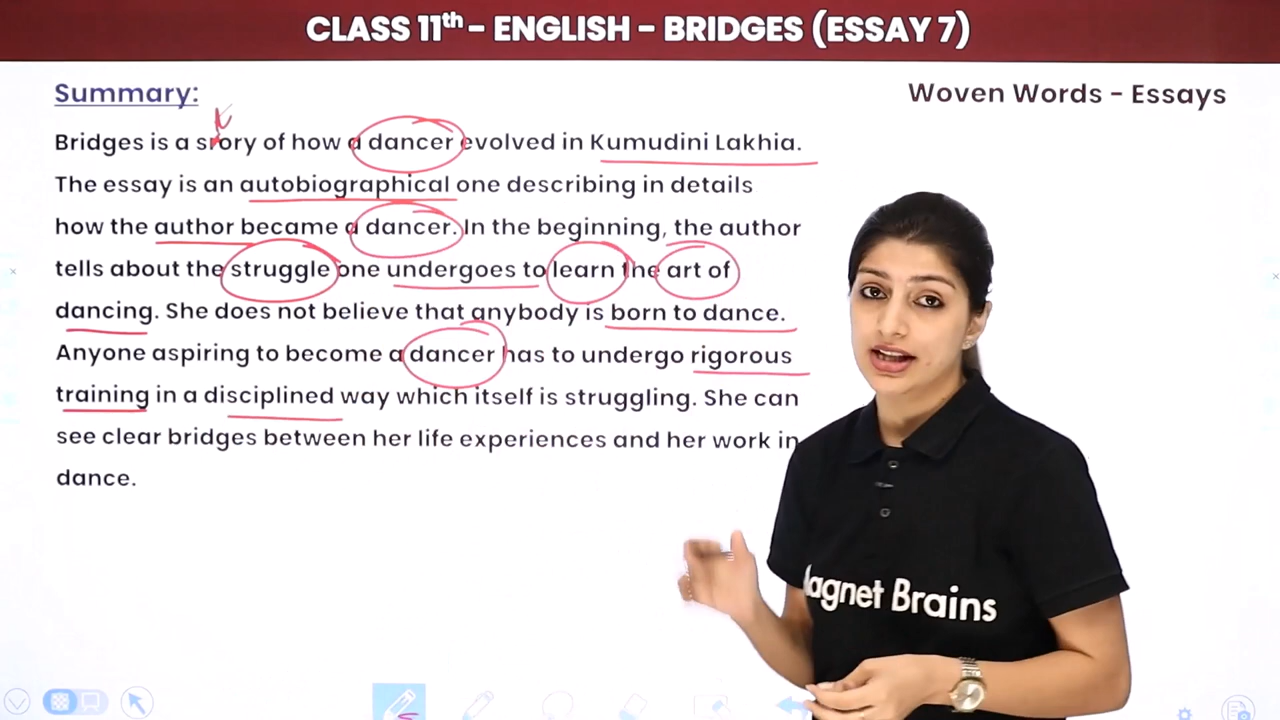 CLASS 11th - ENGLISH - BRIDGES (ESSAY 7)
Summary:
Woven Words - Essays
t
Bridges is a srory of how a dancer evolved in Kumudini Lakhia.
The essay is an autobiographical one describing in details
how the author became a dancer. In the beginning, the author
tells about the struggle one undergoes to learn the art of
dancing. She does not believe that anybody is born to dance.
Anyone aspiring to become a dancer has to undergo rigorous
training in a disciplined way which itself is struggling. She can
see clear bridges between her life experiences and her work in
dance.
Magnet Brains